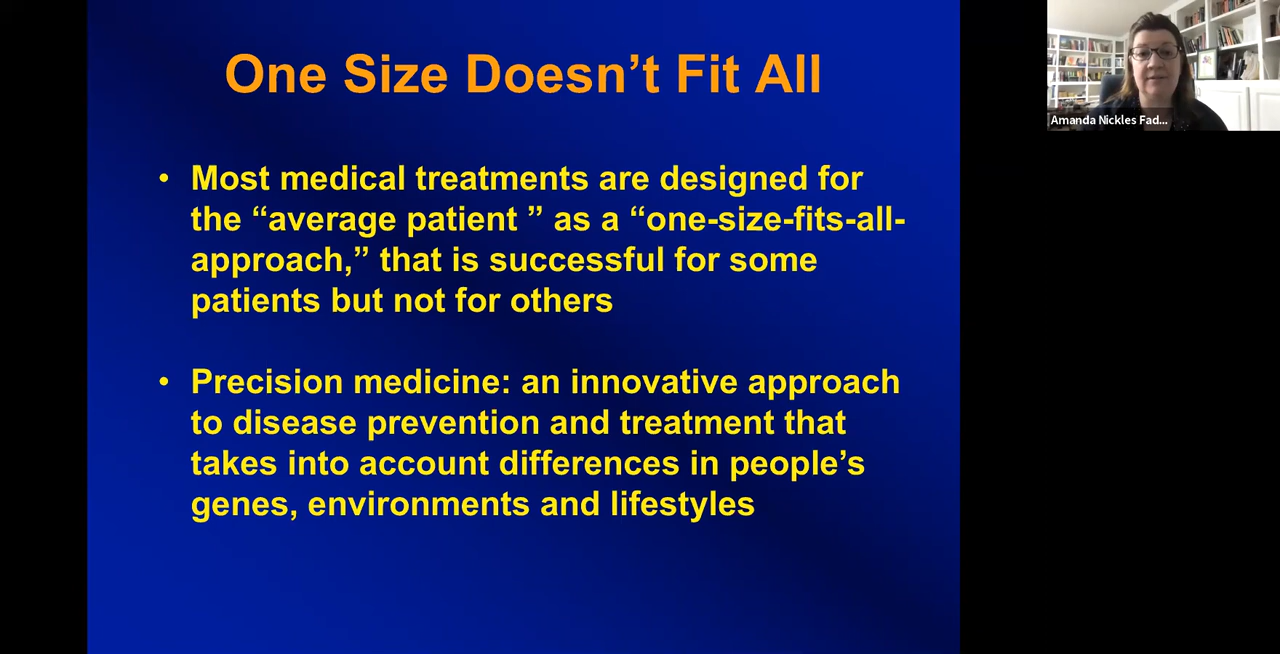 One Size Doesn’t Fit All
• Most medical treatments are designed for
the “average patient ” as a “one-size-fits-all-
approach,” that is successful for some
patients but not for others
• Precision medicine: an innovative approach
to disease prevention and treatment that
takes into account differences in people’s
genes, environments and lifestyles
Amanda Nickles Fad...